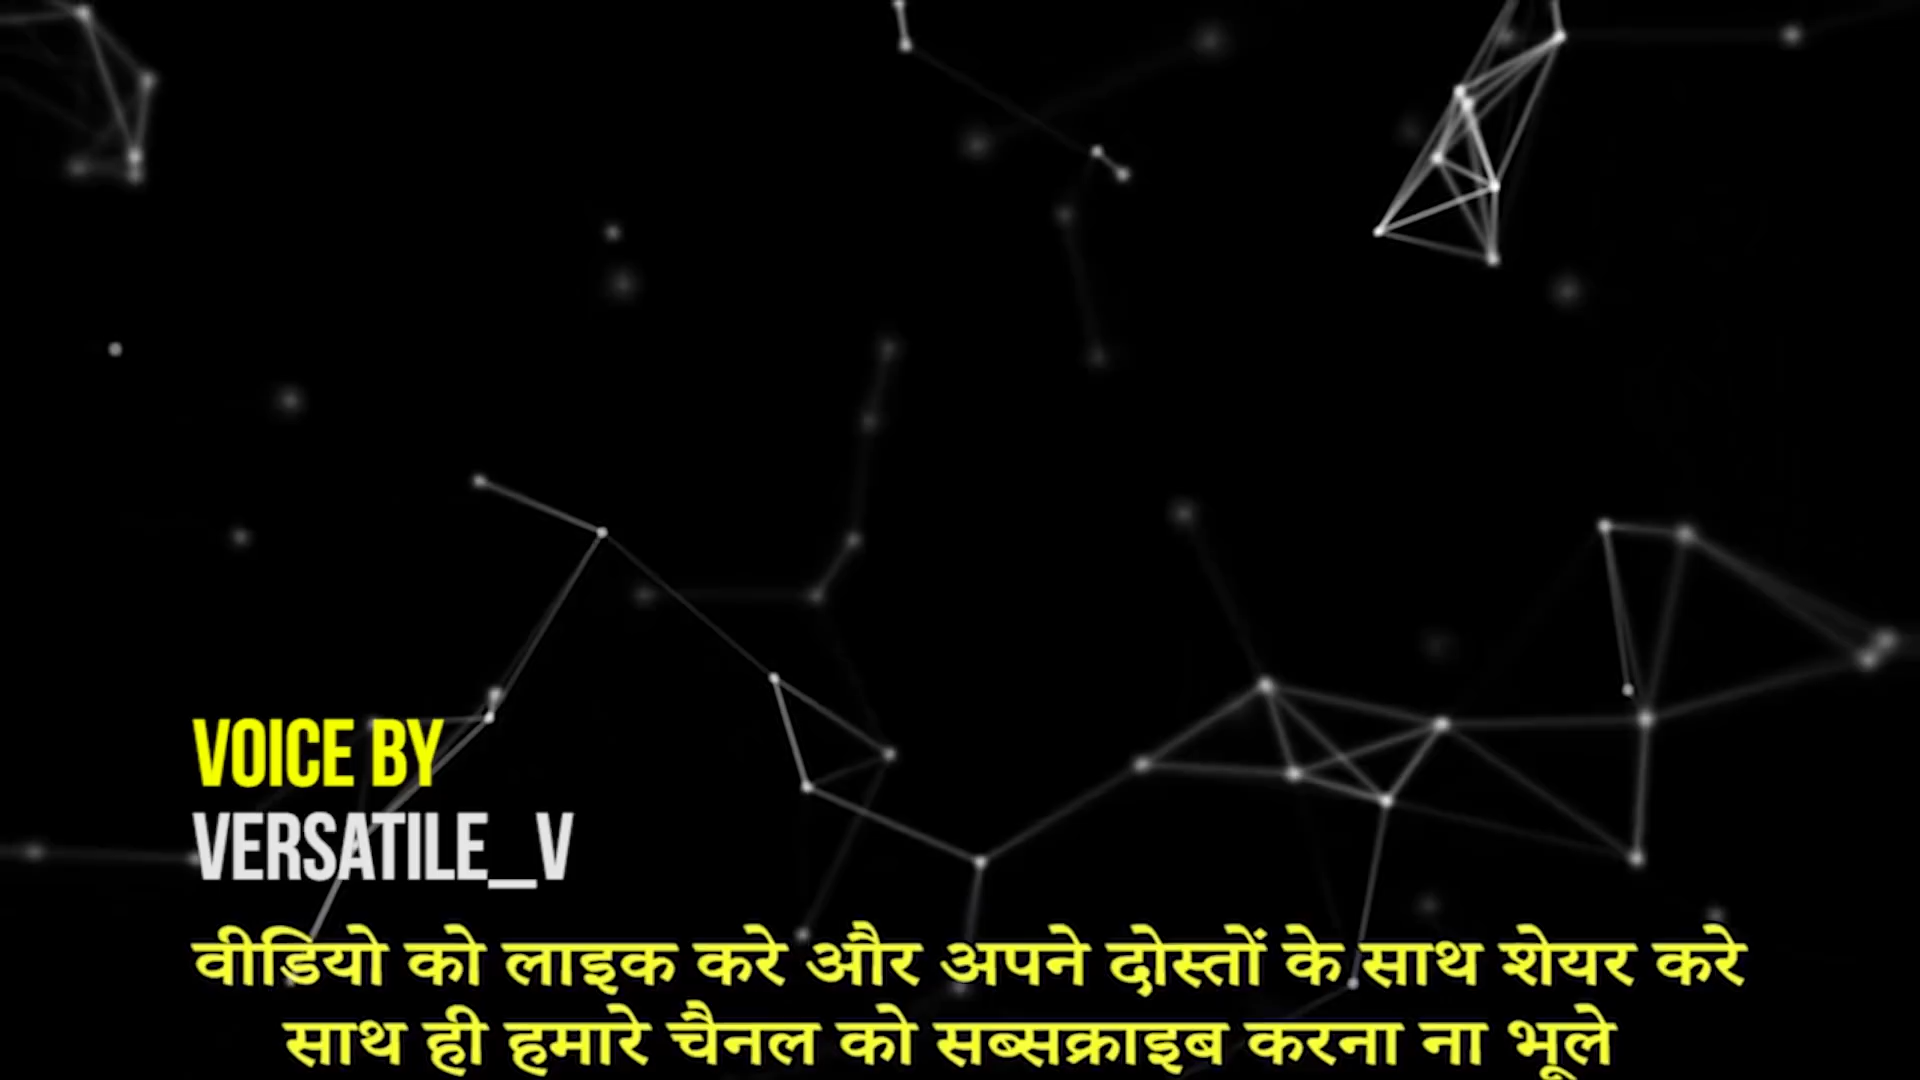 VOICE BY
VERSATILE_V
वीडियो को लाइक करे और अपने दोस्तों के साथ शेयर करे
साथ ही हमारे चैनल को सब्सक्राइब करना ना भूले